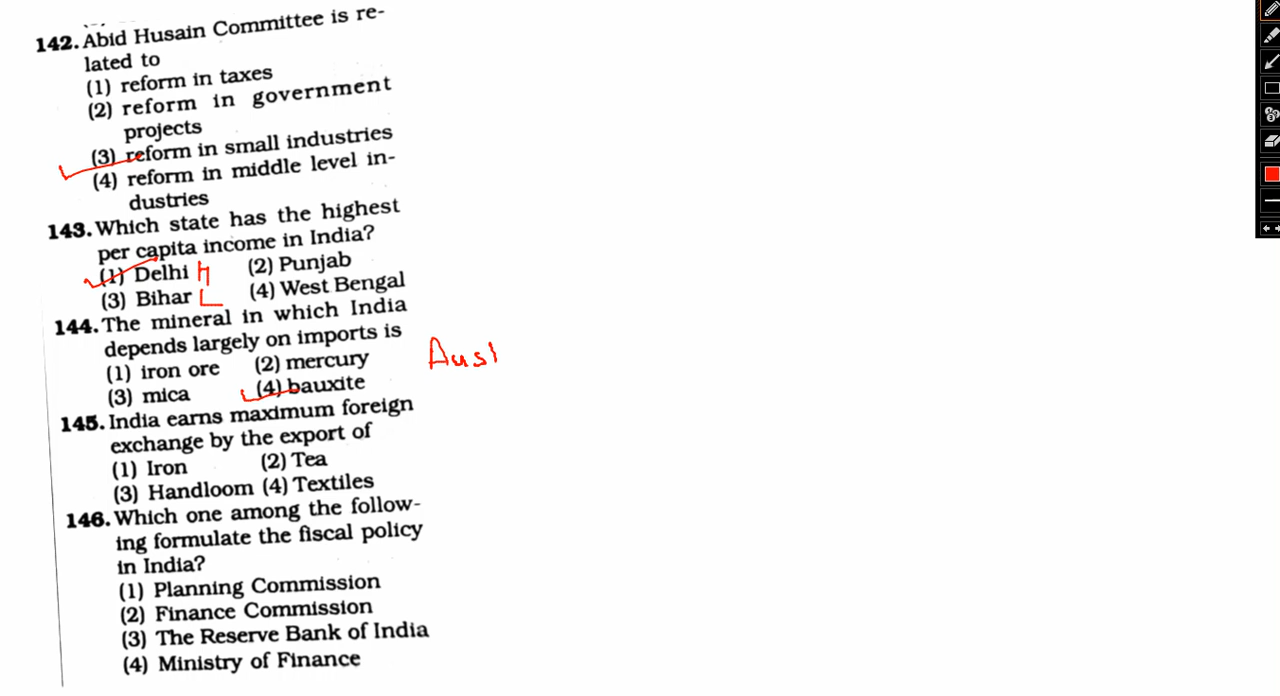 142. Abid Husain Committee is re-
lated to
(1) reform in taxes
(2) reform in government
projects
(3) reform in small industries
(4) reform in middle level in-
dustries
143. Which state has the highest
per capita income in India?
(1) Delhi H (2) Punjab
(3) Bihar L (4) West Bengal
144. The mineral in which India
depends largely on imports is
(1) iron ore (2) mercury
Aus
(3) mica (4) bauxite
145. India earns maximum foreign
exchange by the export of
(1) Iron (2) Tea
(3) Handloom (4) Textiles
146. Which one among the follow-
ing formulate the fiscal policy
in India?
(1) Planning Commission
(2) Finance Commission
(3) The Reserve Bank of India
(4) Ministry of Finance